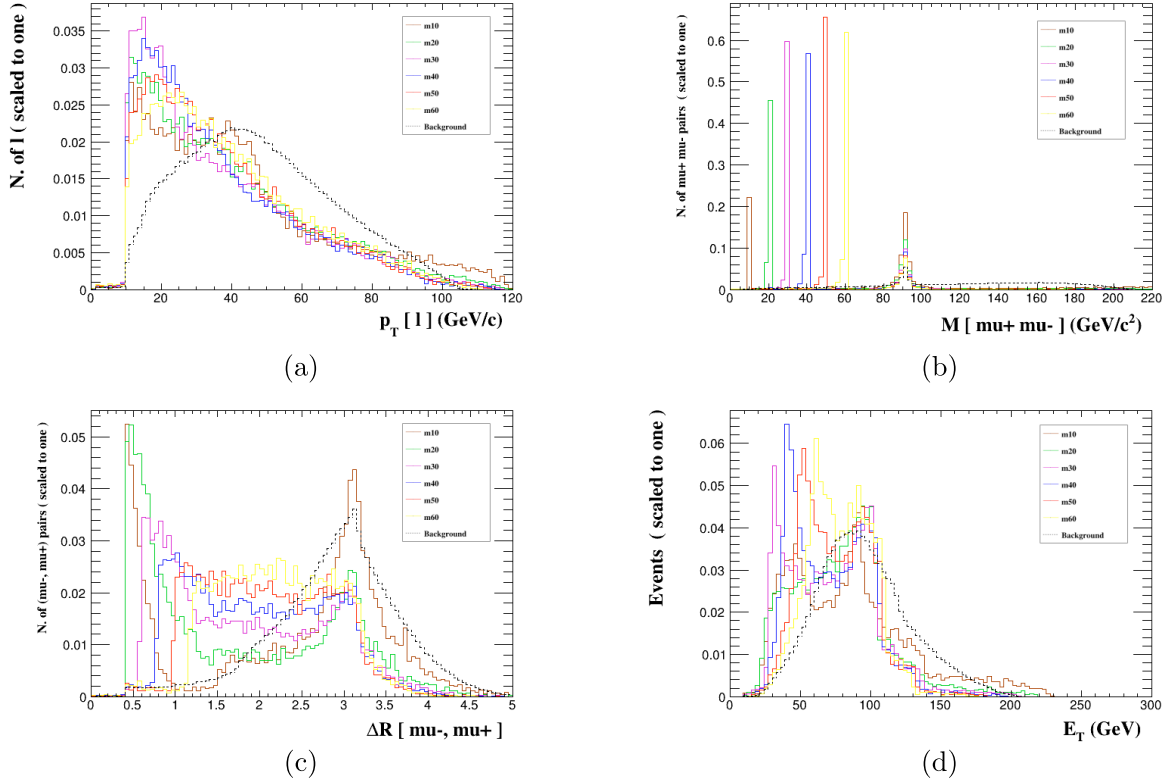 N. of l ( scaled to one )
0.035
0.03
0.025
0.02
0.015
0.01
0.005
0
0 20 40 60 80 100 120
p_T [ l ] (GeV/c)
m10
m20
m30
m40
m50
m60
Background
(a)
N. of mu+ mu- pairs ( scaled to one )
0.6
0.5
0.4
0.3
0.2
0.1
0
0 20 40 60 80 100 120 140 160 180 200 220
M [ mu+ mu- ] (GeV/c²)
m10
m20
m30
m40
m50
m60
Background
(b)
N. of (mu-, mu+) pairs ( scaled to one )
0.05
0.04
0.03
0.02
0.01
0
0 0.5 1 1.5 2 2.5 3 3.5 4 4.5 5
ΔR [ mu-, mu+ ]
m10
m20
m30
m40
m50
m60
Background
(c)
Events ( scaled to one )
0.06
0.05
0.04
0.03
0.02
0.01
0
0 50 100 150 200 250 300
E_T (GeV)
m10
m20
m30
m40
m50
m60
Background
(d)